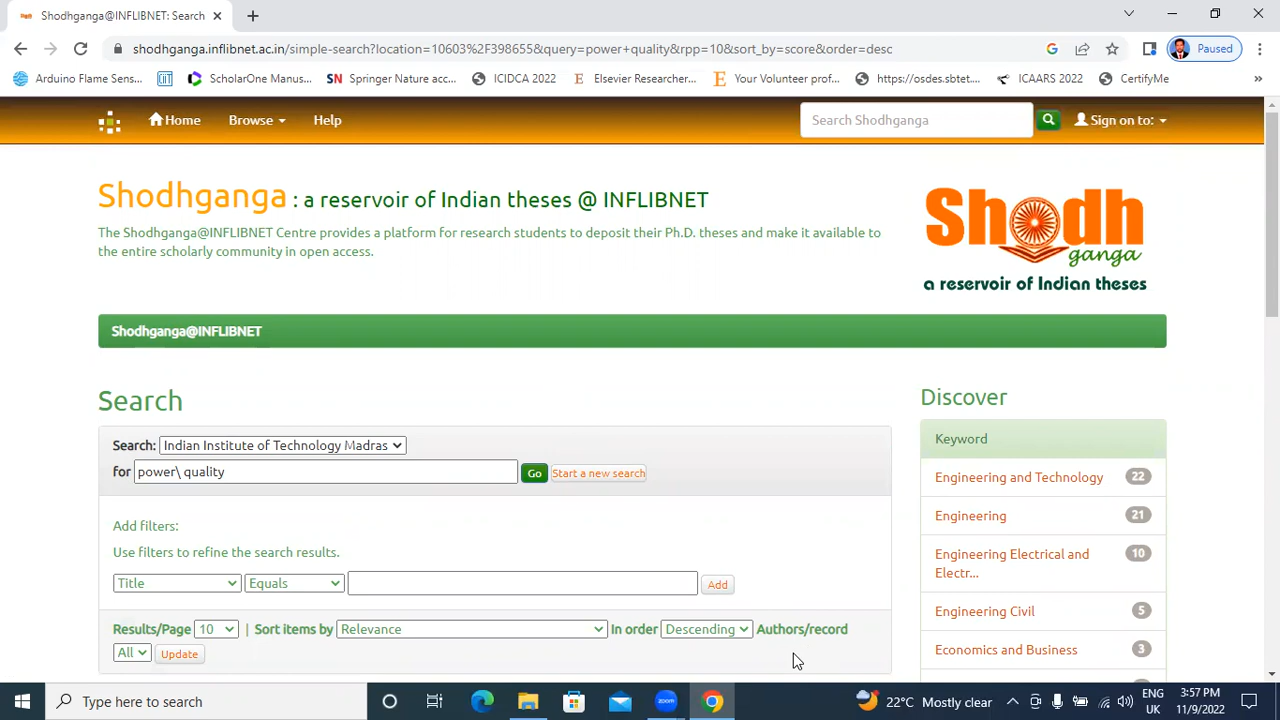 Shodhganga@INFLIBNET: Search
shodhganga.inflibnet.ac.in/simple-search?location=10603%2F398655&query=power+quality&rpp=10&sort_by=score&order=desc
Paused
Arduino Flame Sens...
ScholarOne Manus...
Springer Nature acc...
ICIDCA 2022
Elsevier Researcher...
Your Volunteer prof...
https://osdes.sbtet....
ICAARS 2022
CertifyMe
»
Home Browse Help
Search Shodhganga
Sign on to:
Shodhganga : a reservoir of Indian theses @ INFLIBNET
The Shodhganga@INFLIBNET Centre provides a platform for research students to deposit their Ph.D. theses and make it available to
the entire scholarly community in open access.
Shodh
ganga
a reservoir of Indian theses
Shodhganga@INFLIBNET
Search
Search: Indian Institute of Technology Madras
for power\ quality Go Start a new search
Add filters:
Use filters to refine the search results.
Title Equals Add
Results/Page 10 | Sort items by Relevance In order Descending Authors/record
All Update
Discover
Keyword
Engineering and Technology 22
Engineering 21
Engineering Electrical and
Electr... 10
Engineering Civil 5
Economics and Business 3
Type here to search
zoom
22°C Mostly clear
ENG
UK
3:57 PM
11/9/2022